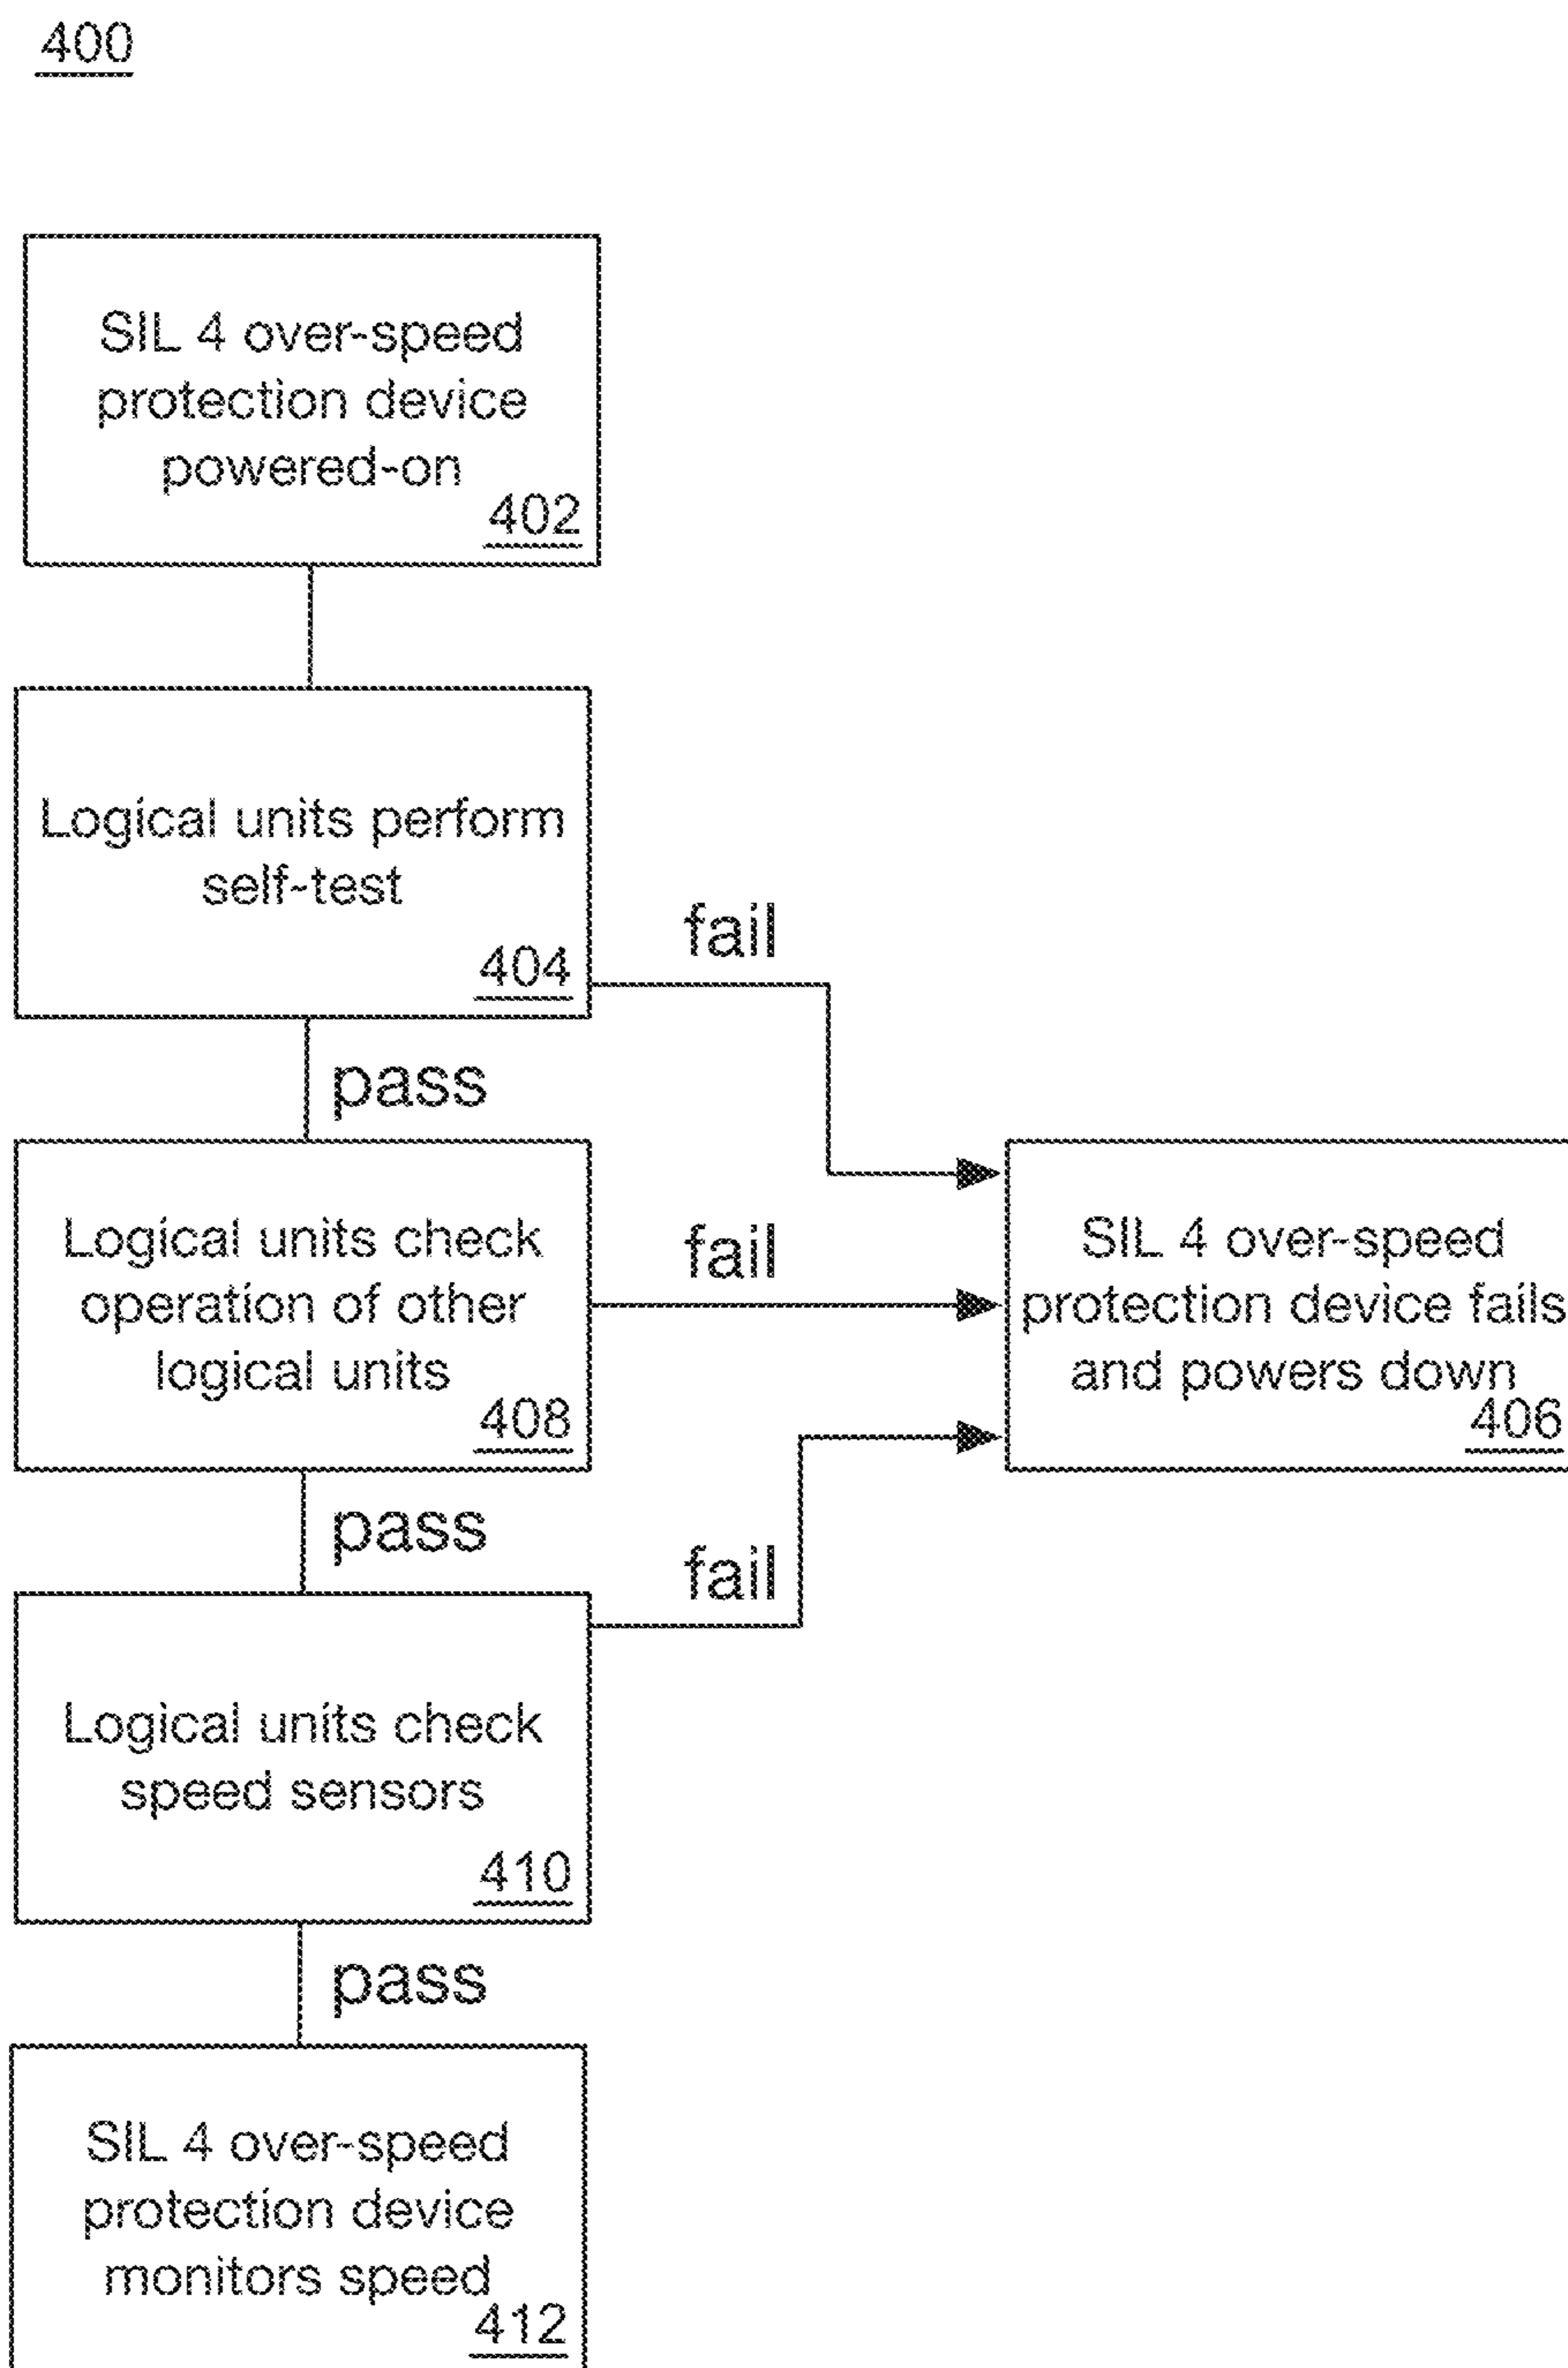 400
SIL 4 over-speed
protection device
powered-on
402
Logical units perform
self-test
404
fail
pass
Logical units check
operation of other
logical units
408
fail
SIL 4 over-speed
protection device fails
and powers down
406
pass
fail
Logical units check
speed sensors
410
pass
SIL 4 over-speed
protection device
monitors speed
412